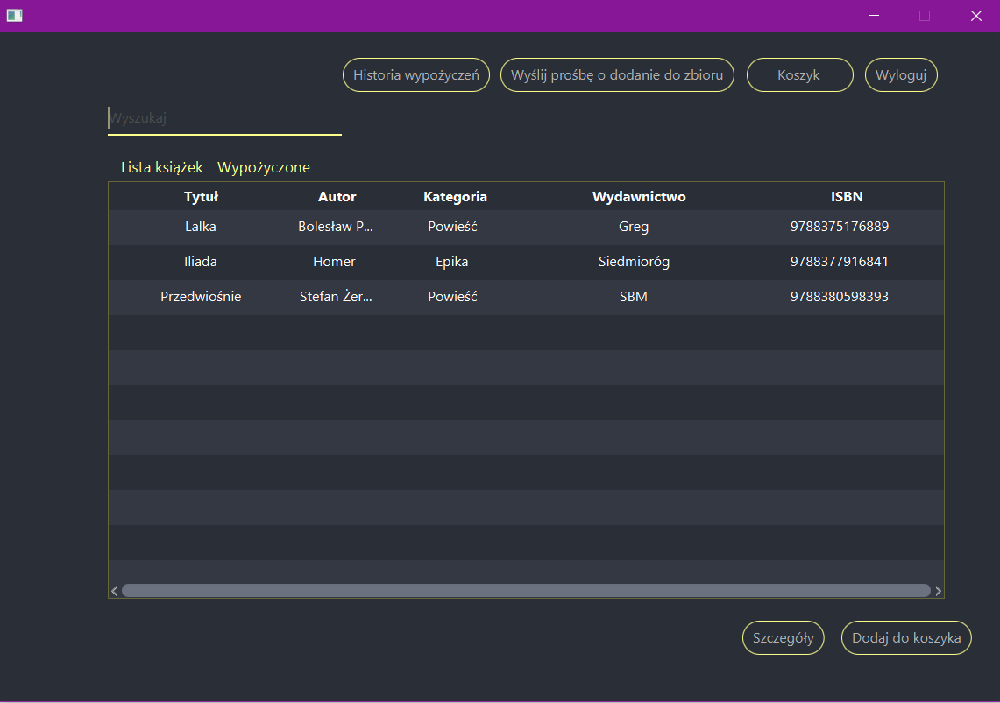 Historia wypożyczeń Wyślij prośbę o dodanie do zbioru Koszyk Wyloguj
Wyszukaj
Lista książek Wypożyczone
Tytuł Autor Kategoria Wydawnictwo ISBN
Lalka Bolesław P... Powieść Greg 9788375176889
Iliada Homer Epika Siedmioróg 9788377916841
Przedwiośnie Stefan Żer... Powieść SBM 9788380598393
Szczegóły Dodaj do koszyka